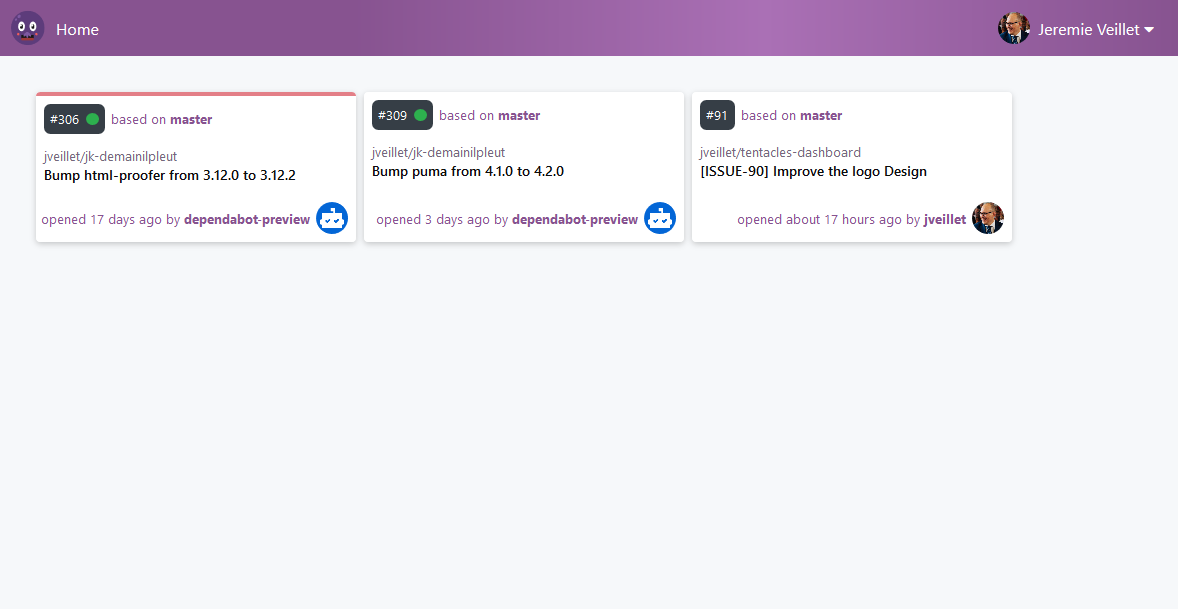 Home
Jeremie Veillet
#306 based on master
jveillet/jk-demainilpleut
Bump html-proofer from 3.12.0 to 3.12.2
opened 17 days ago by dependabot-preview
#309 based on master
jveillet/jk-demainilpleut
Bump puma from 4.1.0 to 4.2.0
opened 3 days ago by dependabot-preview
#91 based on master
jveillet/tentacles-dashboard
[ISSUE-90] Improve the logo Design
opened about 17 hours ago by jveillet